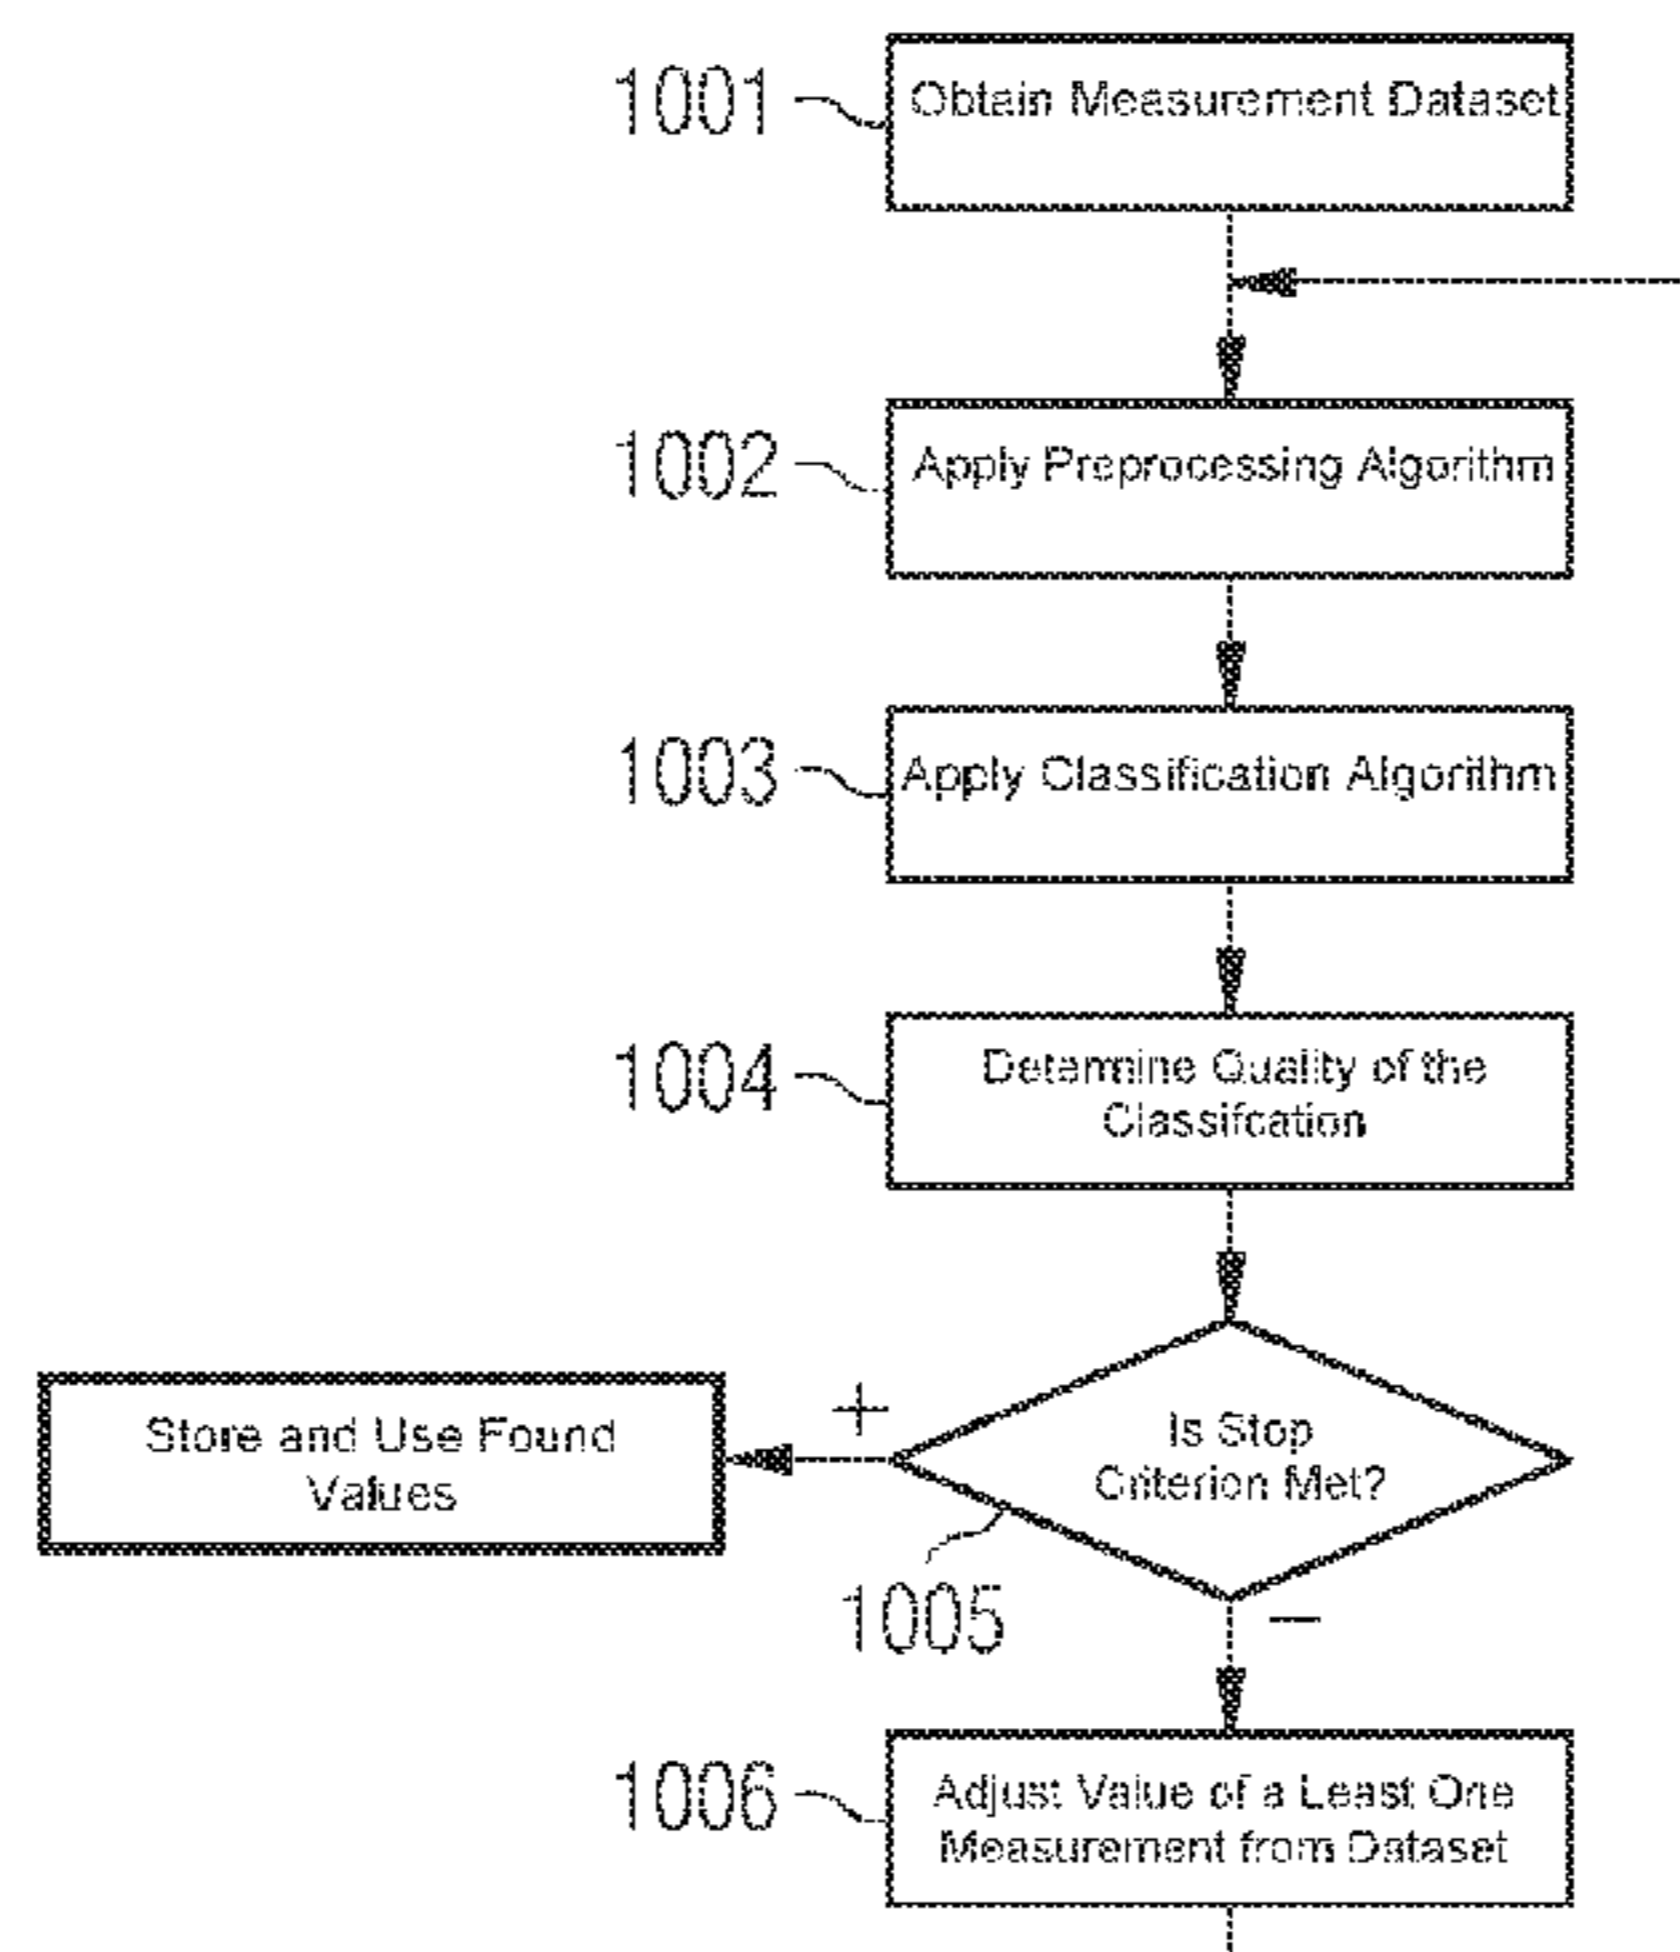 1001
Obtain Measurement Dataset
1002
Apply Preprocessing Algorithm
1003
Apply Classification Algorithm
1004
Determine Quality of the
Classifcation
Is Stop
Criterion Met?
+
Store and Use Found
Values
1005
—
1006
Adjust Value of a Least One
Measurement from Dataset